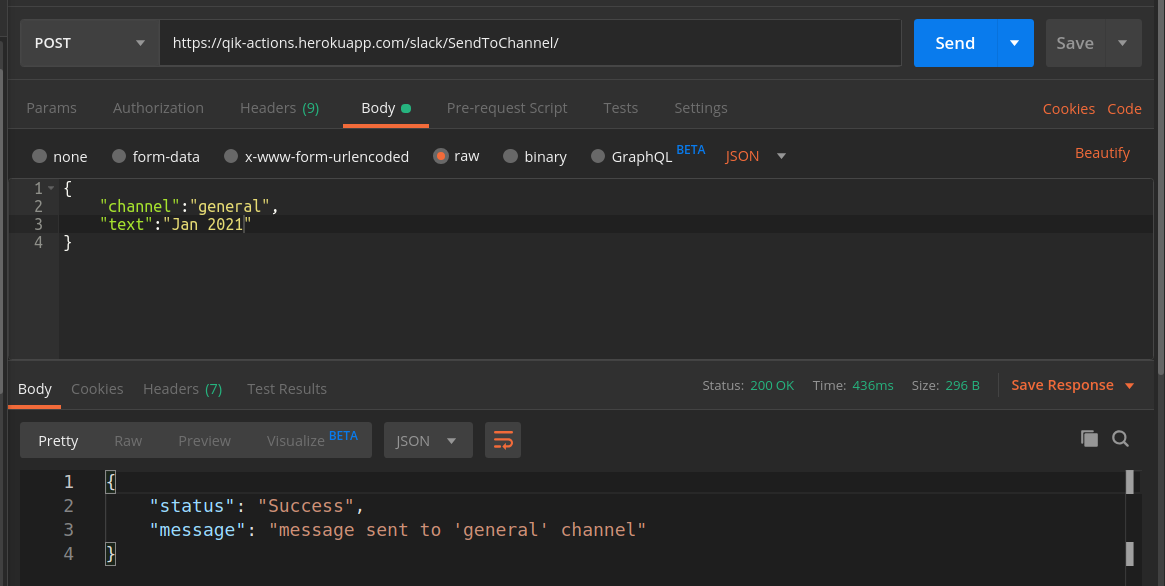 POST https://qik-actions.herokuapp.com/slack/SendToChannel/ Send Save
Params Authorization Headers (9) Body Pre-request Script Tests Settings Cookies Code
none form-data x-www-form-urlencoded raw binary GraphQL BETA JSON Beautify
1 {
2 "channel":"general",
3 "text":"Jan 2021"
4 }
Body Cookies Headers (7) Test Results Status: 200 OK Time: 436ms Size: 296 B Save Response
Pretty Raw Preview Visualize BETA JSON
1 {
2 "status": "Success",
3 "message": "message sent to 'general' channel"
4 }